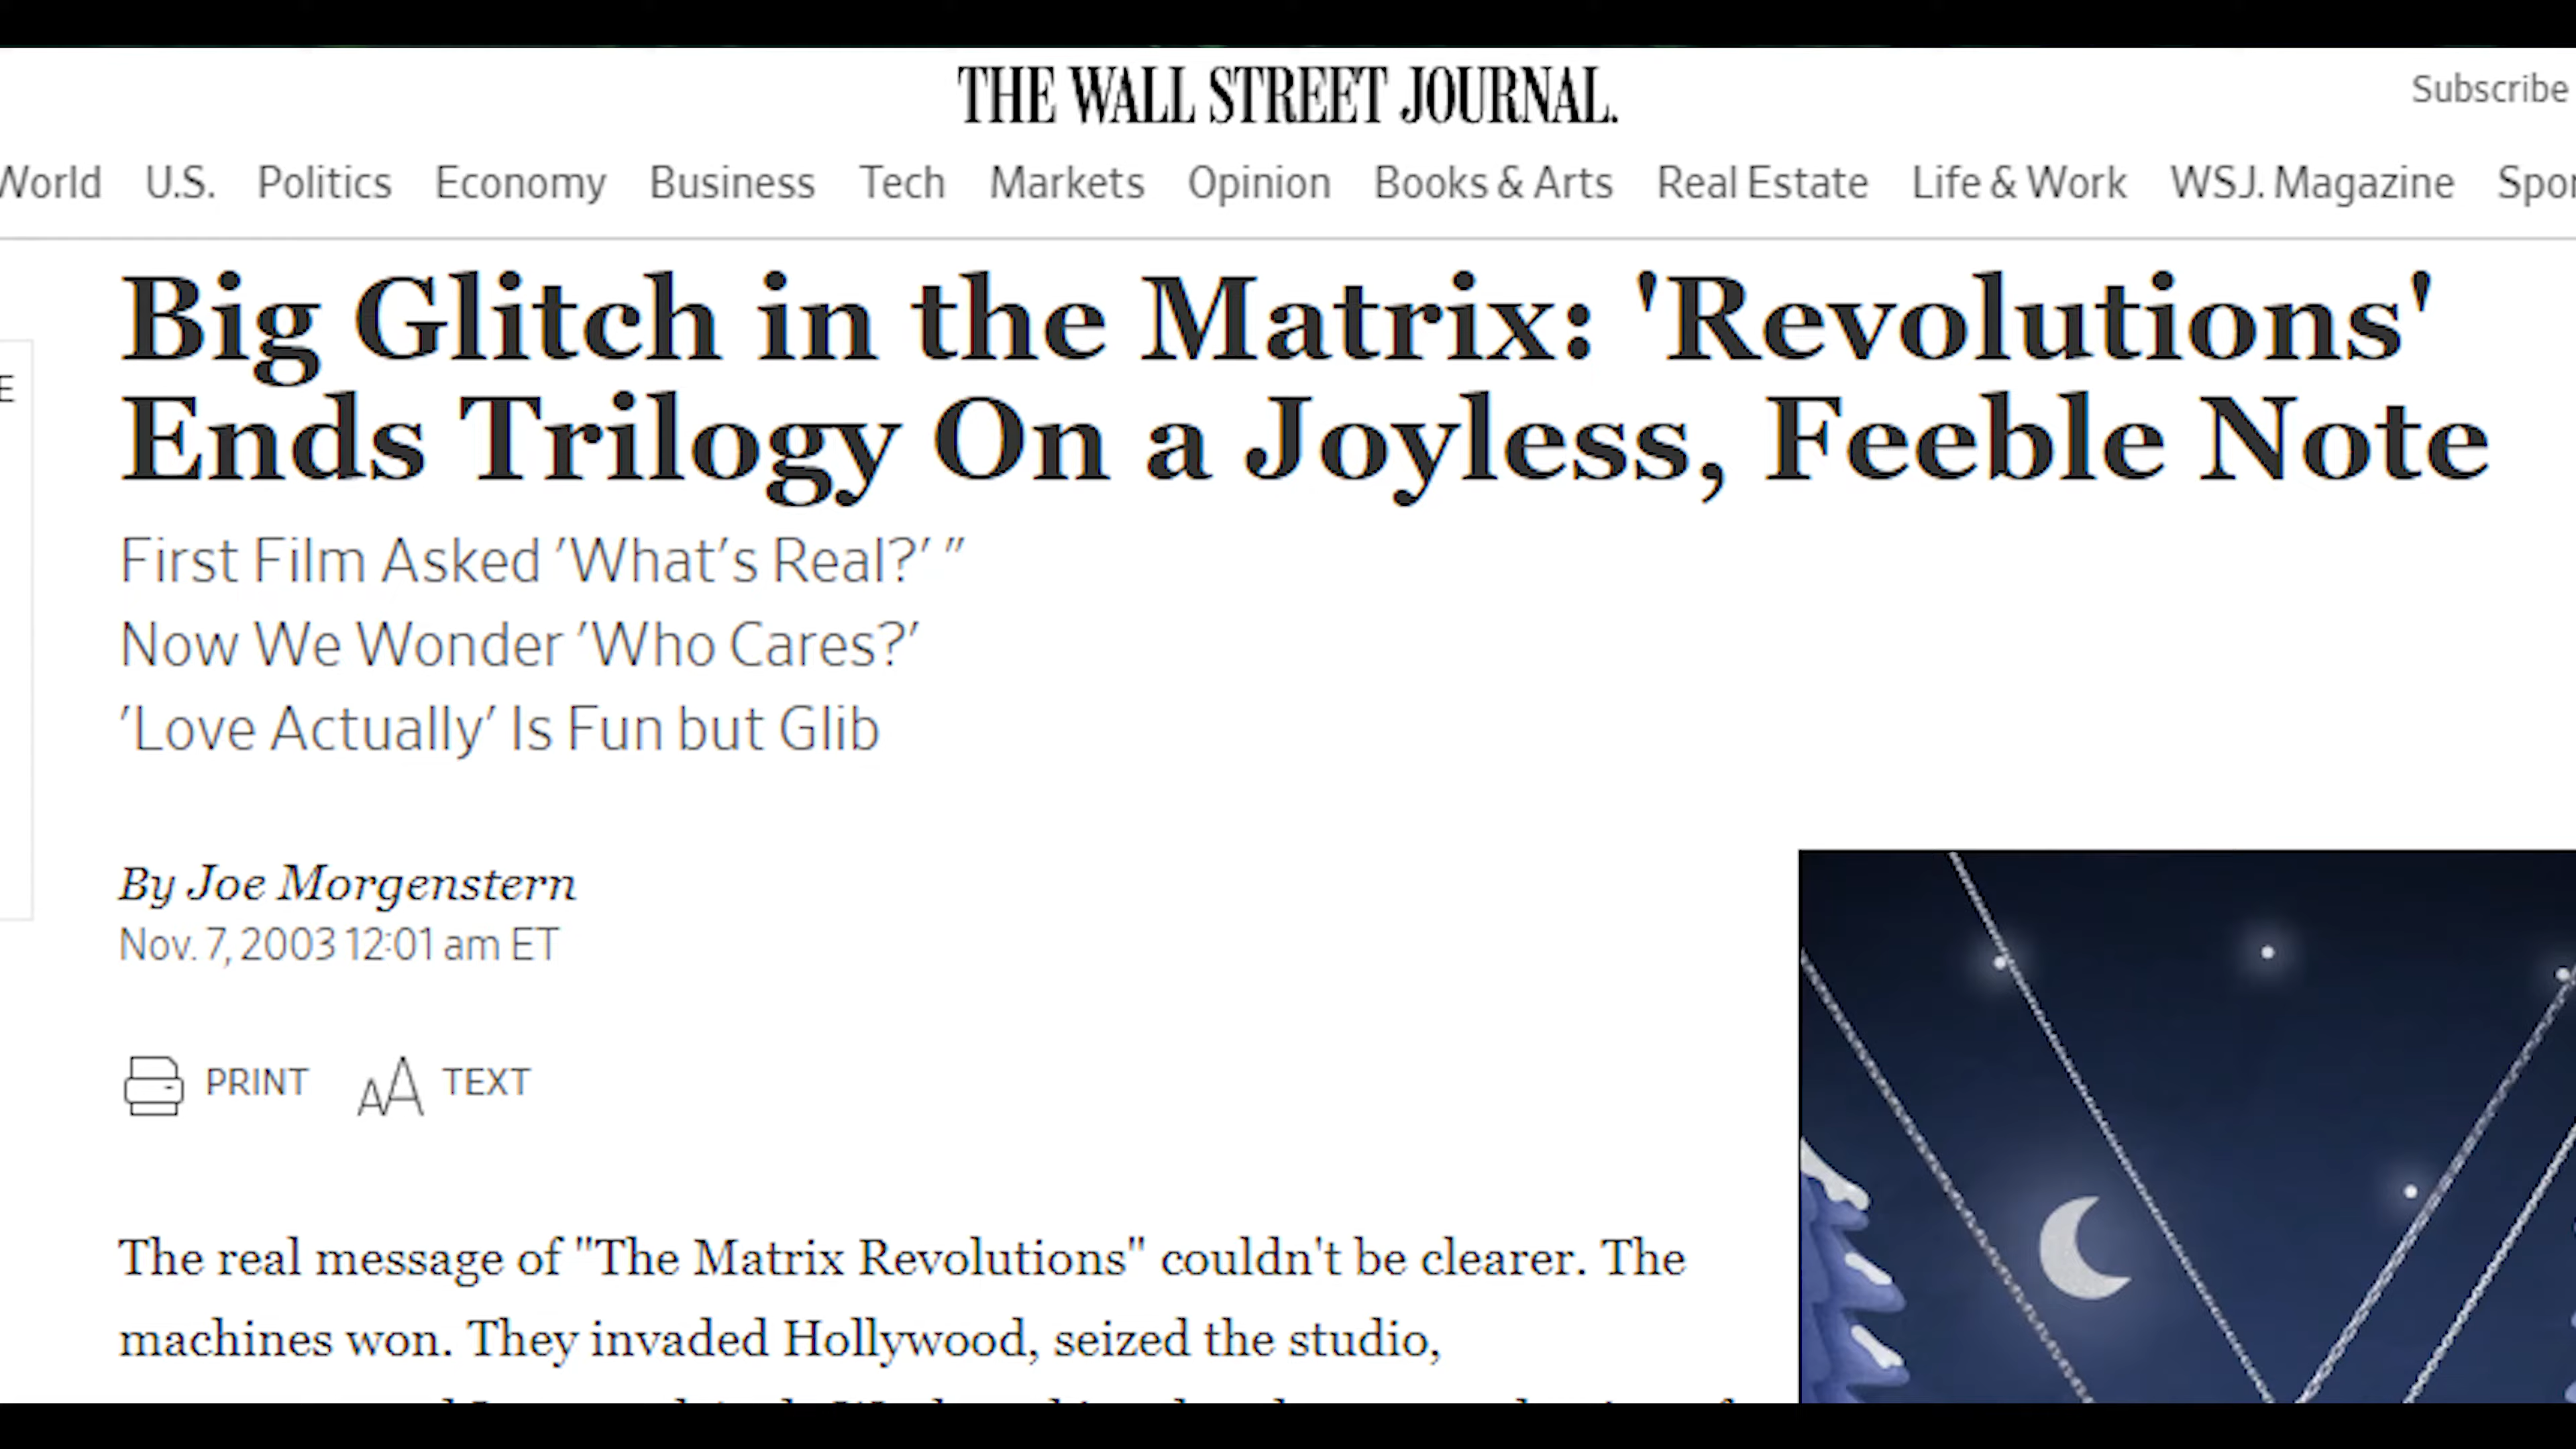 THE WALL STREET JOURNAL.
Subscribe
World U.S. Politics Economy Business Tech Markets Opinion Books & Arts Real Estate Life & Work WSJ. Magazine
Big Glitch in the Matrix: 'Revolutions'
Ends Trilogy On a Joyless, Feeble Note
E
First Film Asked 'What's Real?' "
Now We Wonder 'Who Cares?'
'Love Actually' Is Fun but Glib
By Joe Morgenstern
Nov. 7, 2003 12:01 am ET
PRINT AA TEXT
The real message of "The Matrix Revolutions" couldn't be clearer. The
machines won. They invaded Hollywood, seized the studio,